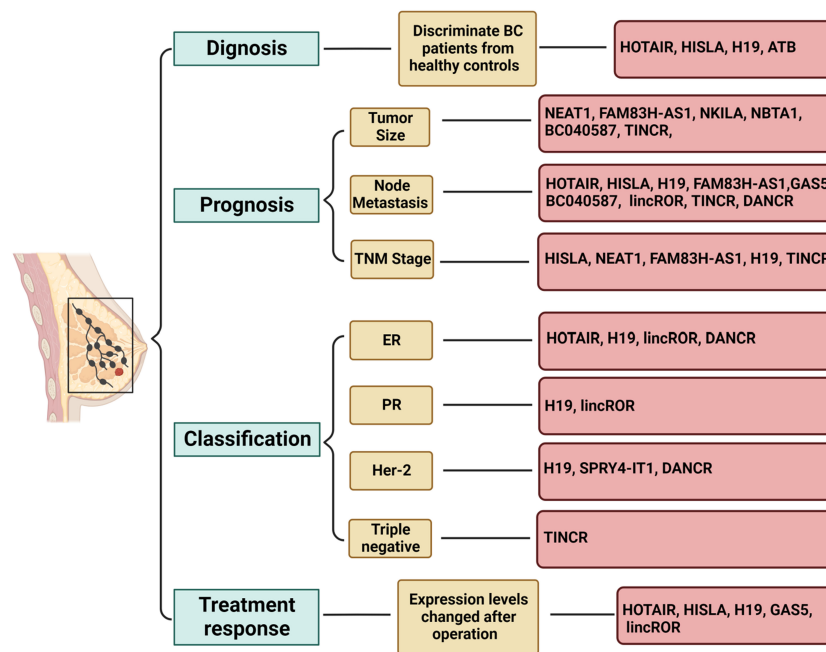 Dignosis
Discriminate BC
patients from
healthy controls
HOTAIR, HISLA, H19, ATB
Prognosis
Tumor
Size
NEAT1, FAM83H-AS1, NKILA, NBTA1,
BC040587, TINCR,
Node
Metastasis
HOTAIR, HISLA, H19, FAM83H-AS1,GAS5
BC040587, lincROR, TINCR, DANCR
TNM Stage
HISLA, NEAT1, FAM83H-AS1, H19, TINCR
Classification
ER
HOTAIR, H19, lincROR, DANCR
PR
H19, lincROR
Her-2
H19, SPRY4-IT1, DANCR
Triple
negative
TINCR
Treatment
response
Expression levels
changed after
operation
HOTAIR, HISLA, H19, GAS5,
lincROR